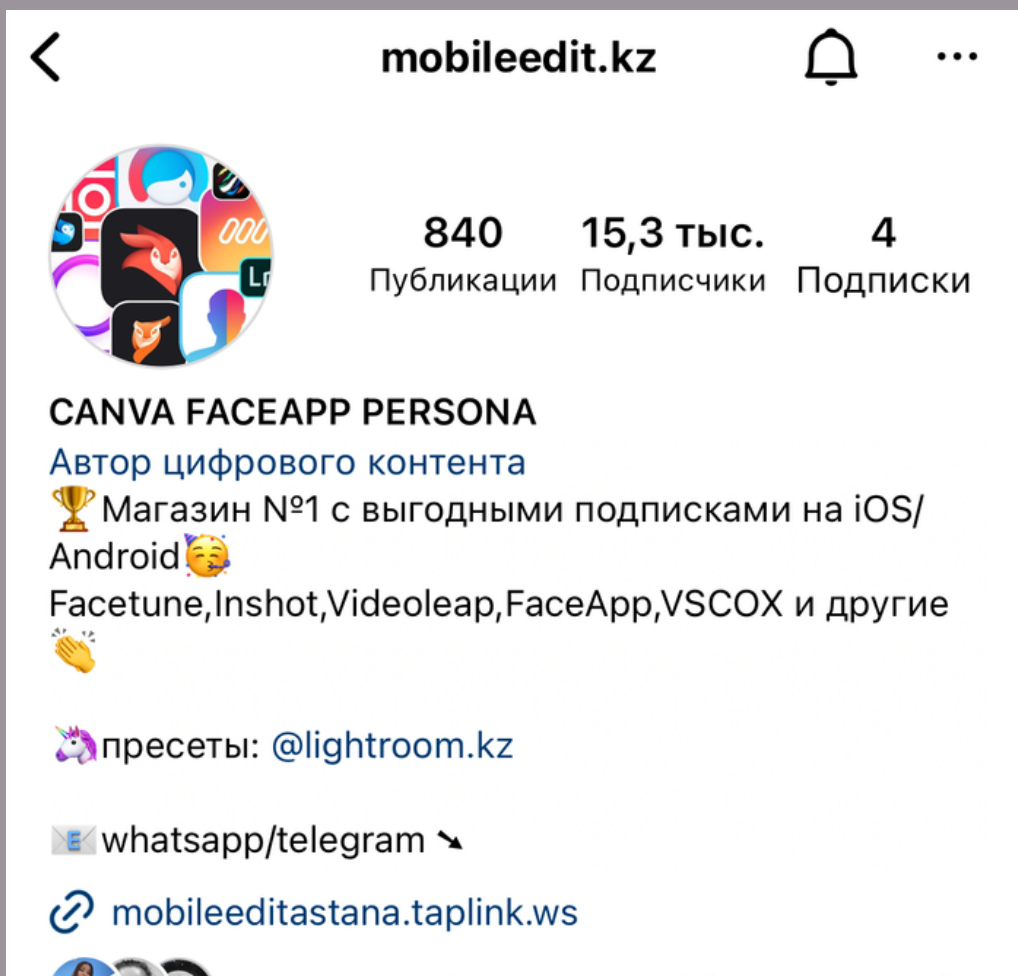 mobileedit.kz
840 15,3 тыс. 4
Публикации Подписчики Подписки
CANVA FACEAPP PERSONA
Автор цифрового контента
🏆Магазин №1 с выгодными подписками на iOS/
Android🥳
Facetune,Inshot,Videoleap,FaceApp,VSCOX и другие
👏
🦄пресеты: @lightroom.kz
📧whatsapp/telegram ➘
mobileeditastana.taplink.ws